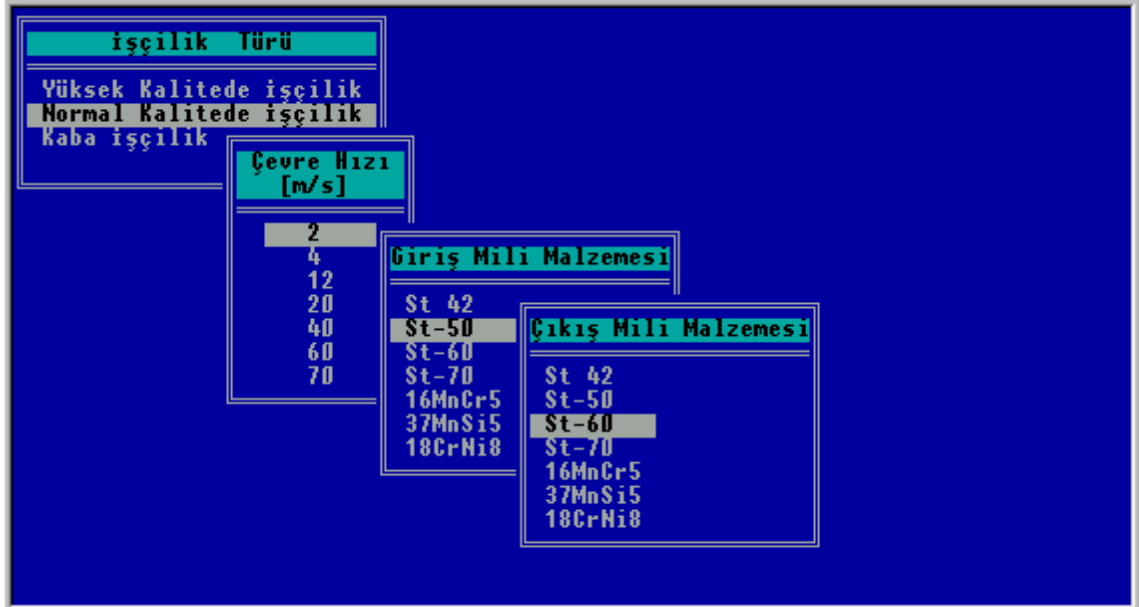 işçilik Türü
Yüksek Kalitede işçilik
Normal Kalitede işçilik
Kaba işçilik
Çevre Hızı
[m/s]
2
4
12
20
40
60
70
Giriş Mili Malzemesi
St 42
St-50
St-60
St-70
16MnCr5
37MnSi5
18CrNi8
Çıkış Mili Malzemesi
St 42
St-50
St-60
St-70
16MnCr5
37MnSi5
18CrNi8